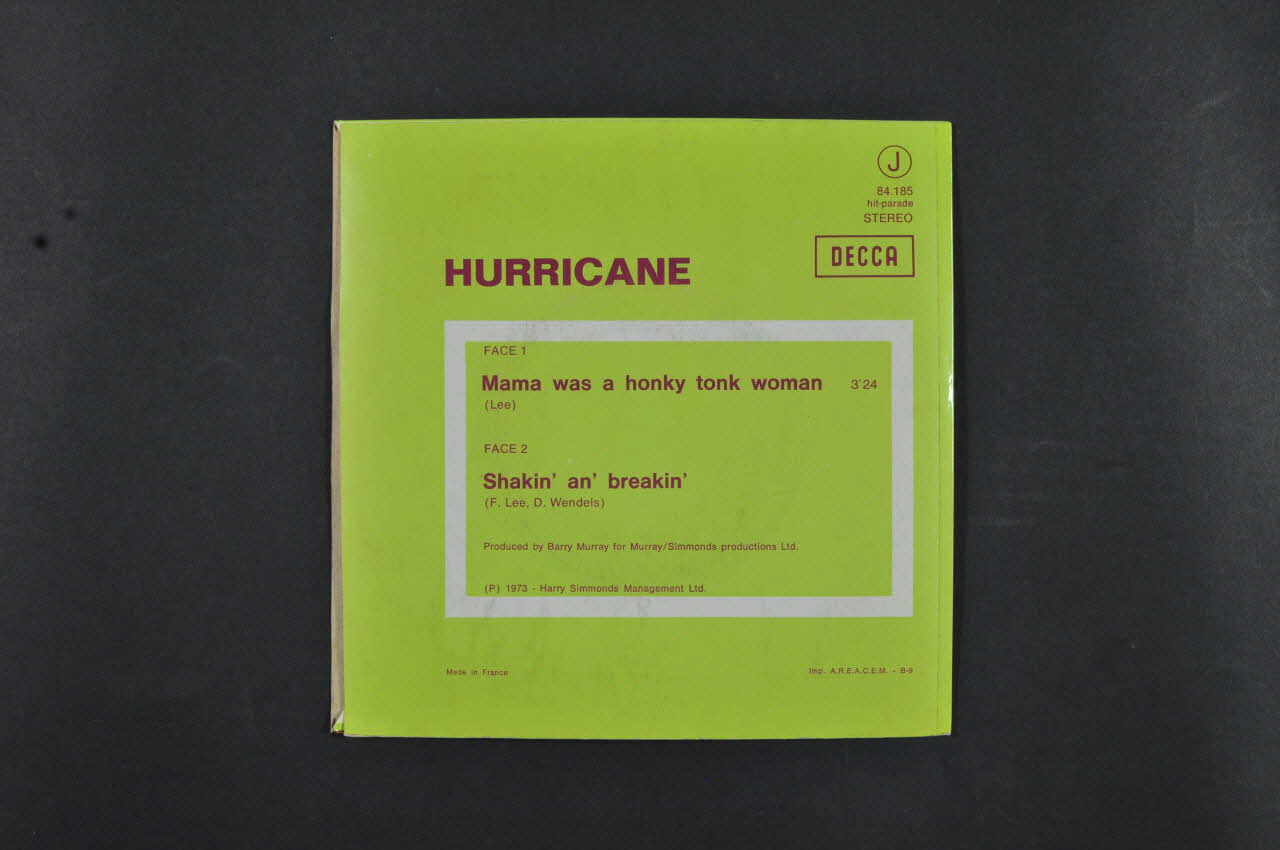 J
84.185
hit-parade
STEREO
DECCA
HURRICANE
FACE 1
Mama was a honky tonk woman 3'24
(Lee)
FACE 2
Shakin' an' breakin'
(F. Lee, D. Wendels)
Produced by Barry Murray for Murray/Simmonds productions Ltd.
(P) 1973 - Harry Simmonds Management Ltd.
Made in France Imp. A.R.E.A.C.E.M. - B-9